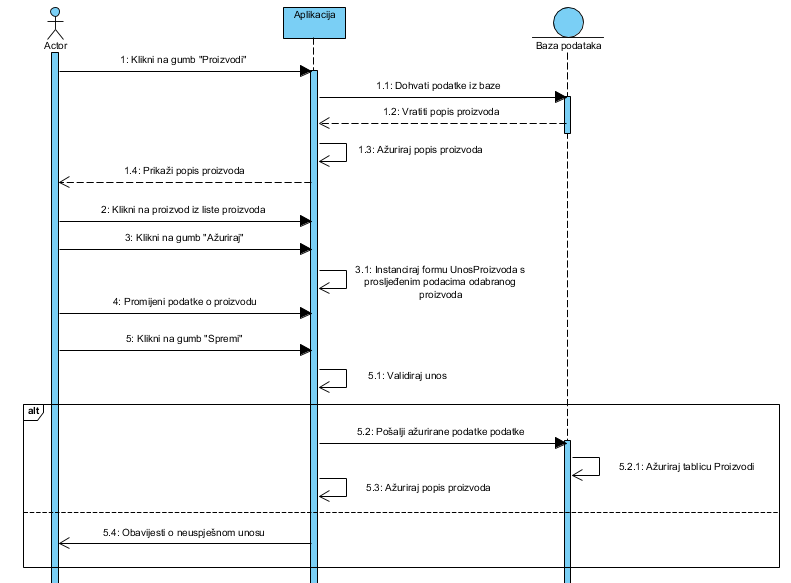 Aplikacija
Actor
Baza podataka
1: Klikni na gumb "Proizvodi"
1.1: Dohvati podatke iz baze
1.2: Vratiti popis proizvoda
1.3: Ažuriraj popis proizvoda
1.4: Prikaži popis proizvoda
2: Klikni na proizvod iz liste proizvoda
3: Klikni na gumb "Ažuriraj"
3.1: Instanciraj formu UnosProizvoda s
prosljeđenim podacima odabranog
proizvoda
4: Promijeni podatke o proizvodu
5: Klikni na gumb "Spremi"
5.1: Validiraj unos
alt
5.2: Pošalji ažurirane podatke podatke
5.2.1: Ažuriraj tablicu Proizvodi
5.3: Ažuriraj popis proizvoda
5.4: Obavijesti o neuspješnom unosu